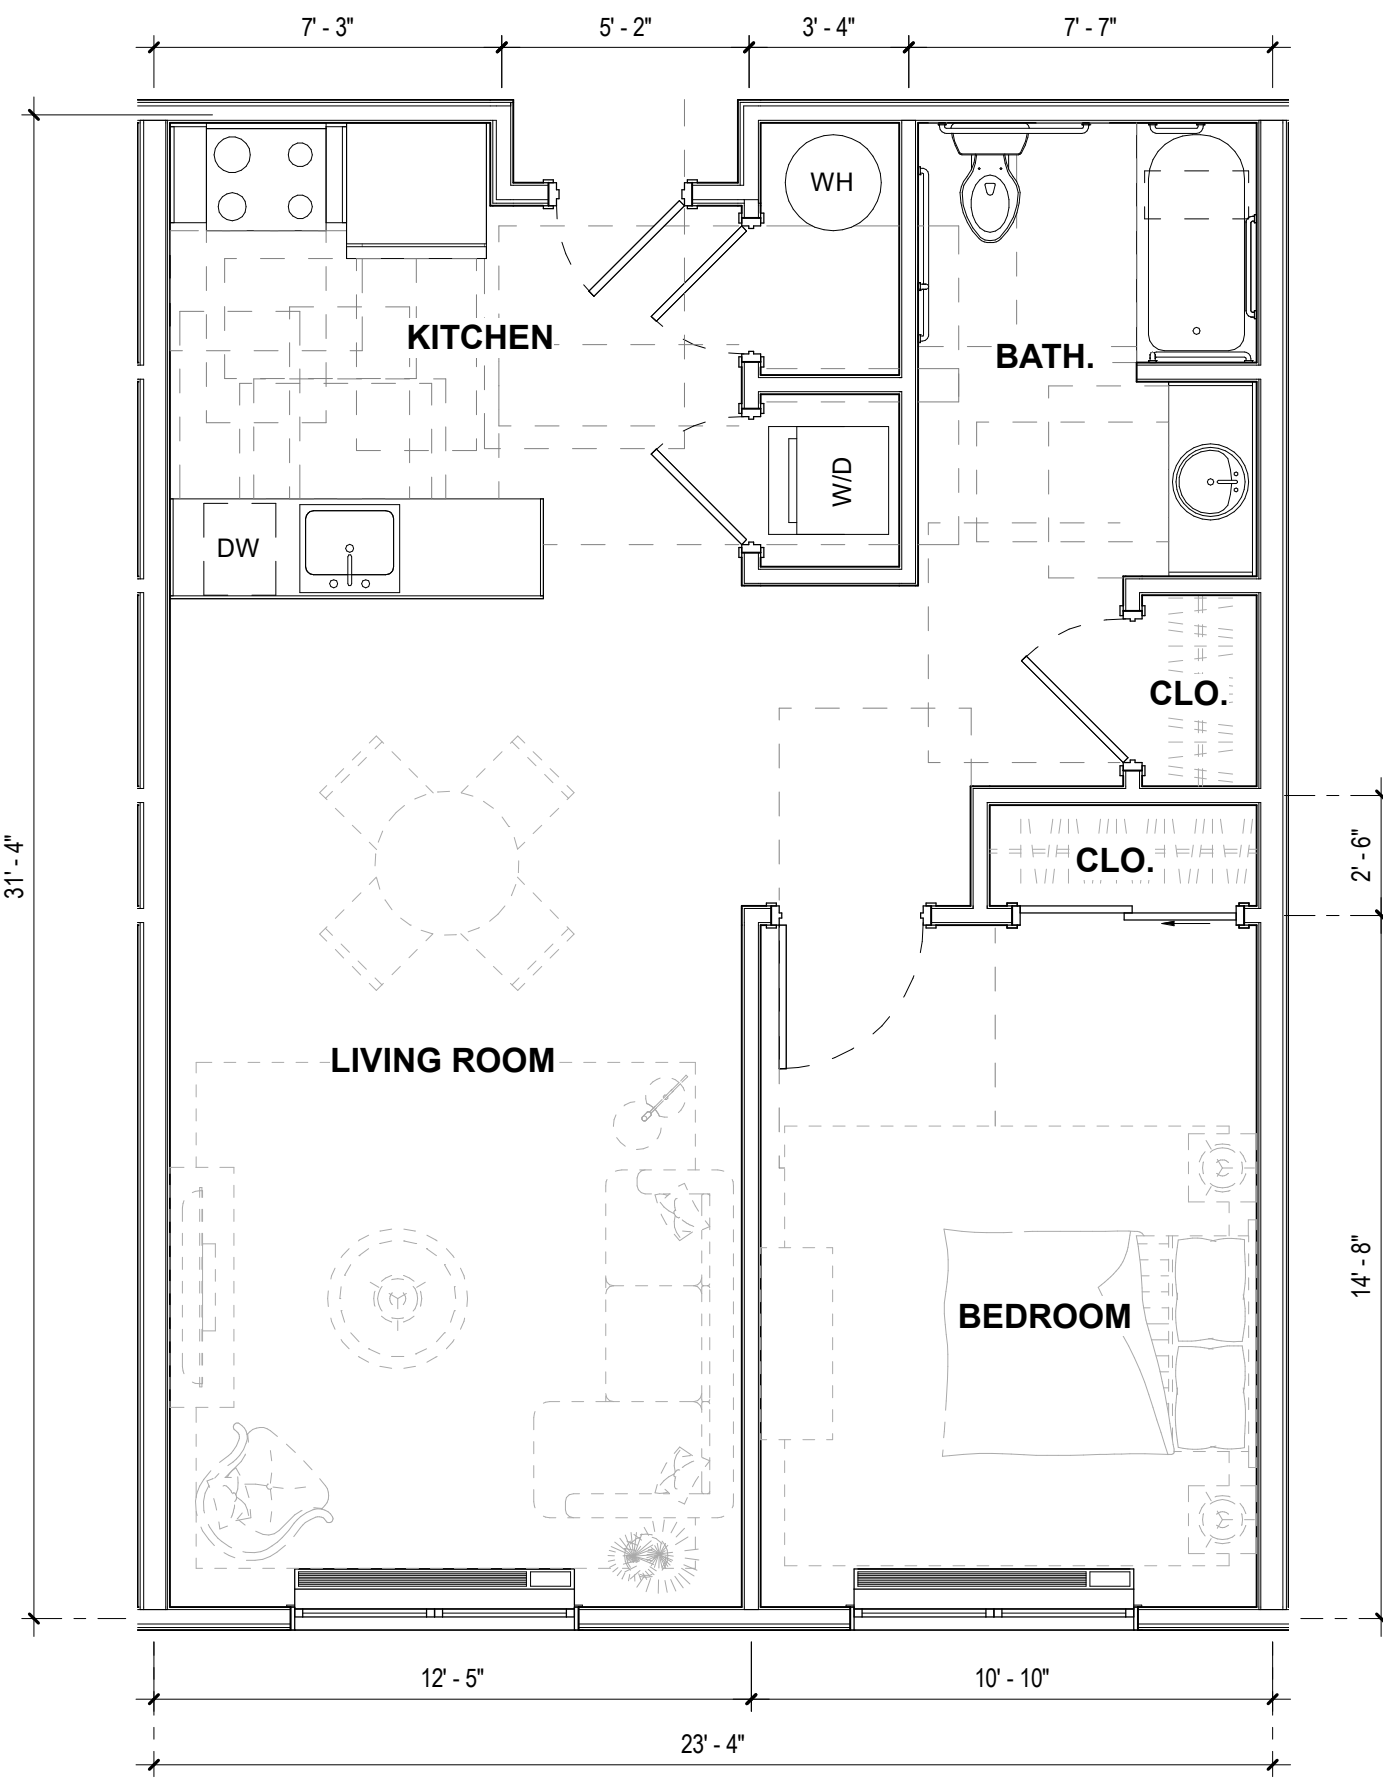 7' - 3"
5' - 2"
3' - 4"
7' - 7"
WH
KITCHEN
BATH.
W/D
DW
CLO.
31' - 4"
CLO.
2' - 6"
LIVING ROOM
14' - 8"
BEDROOM
12' - 5"
10' - 10"
23' - 4"